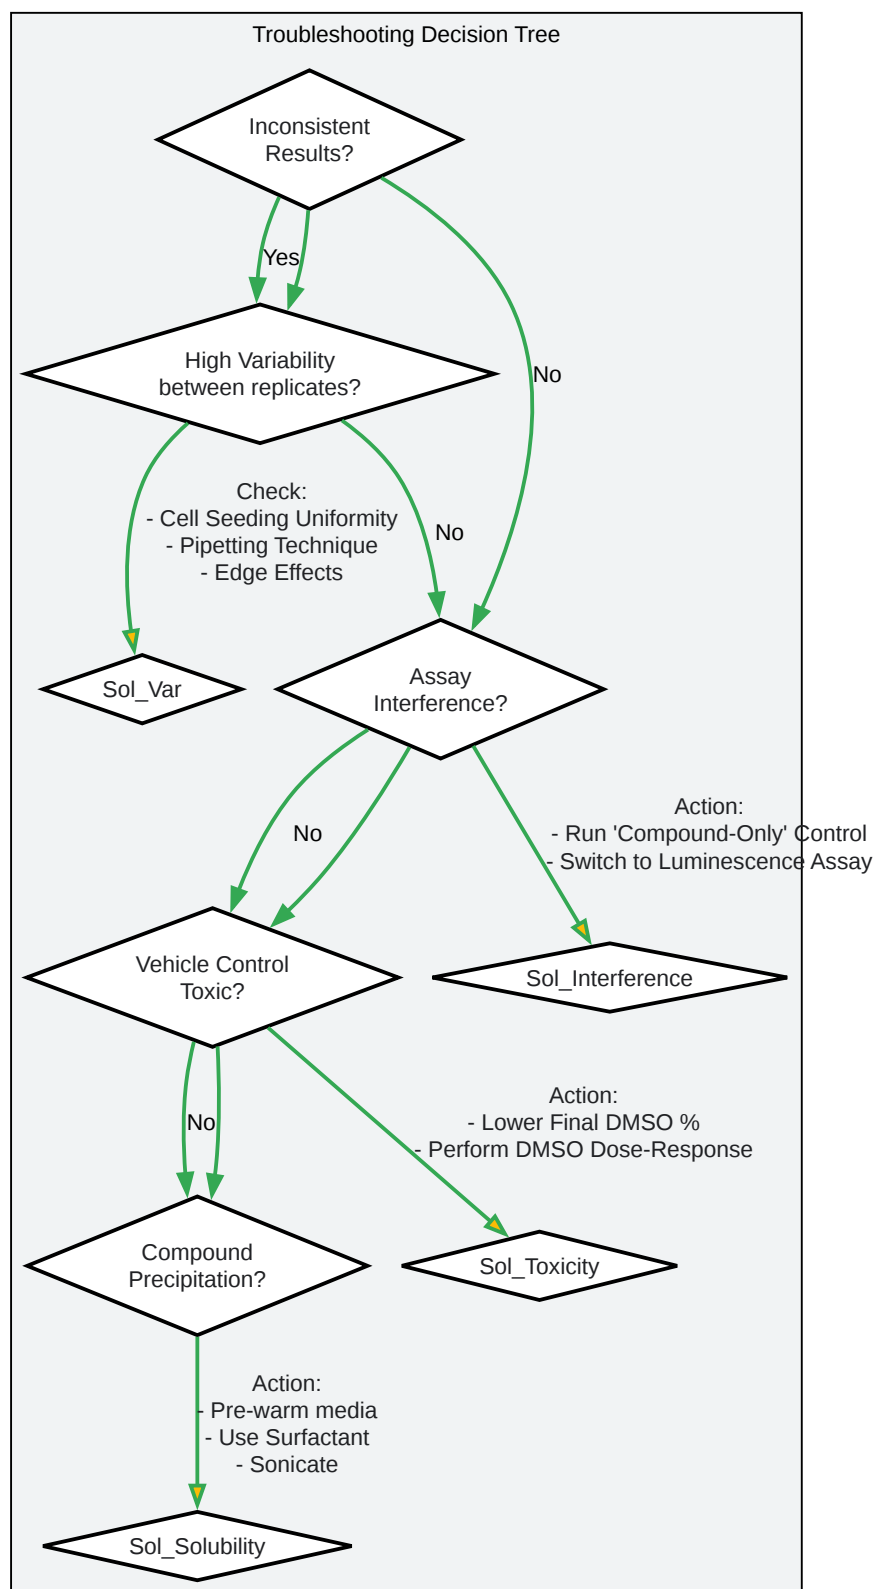 Troubleshooting Decision Tree
Inconsistent
Results?
Yes
High Variability
between replicates?
No
Check:
- Cell Seeding Uniformity
- Pipetting Technique
- Edge Effects
No
Sol_Var
Assay
Interference?
No
Action:
- Run 'Compound-Only' Control
- Switch to Luminescence Assay
Vehicle Control
Toxic?
Sol_Interference
No
Action:
- Lower Final DMSO %
- Perform DMSO Dose-Response
Compound
Precipitation?
Sol_Toxicity
Action:
- Pre-warm media
- Use Surfactant
- Sonicate
Sol_Solubility